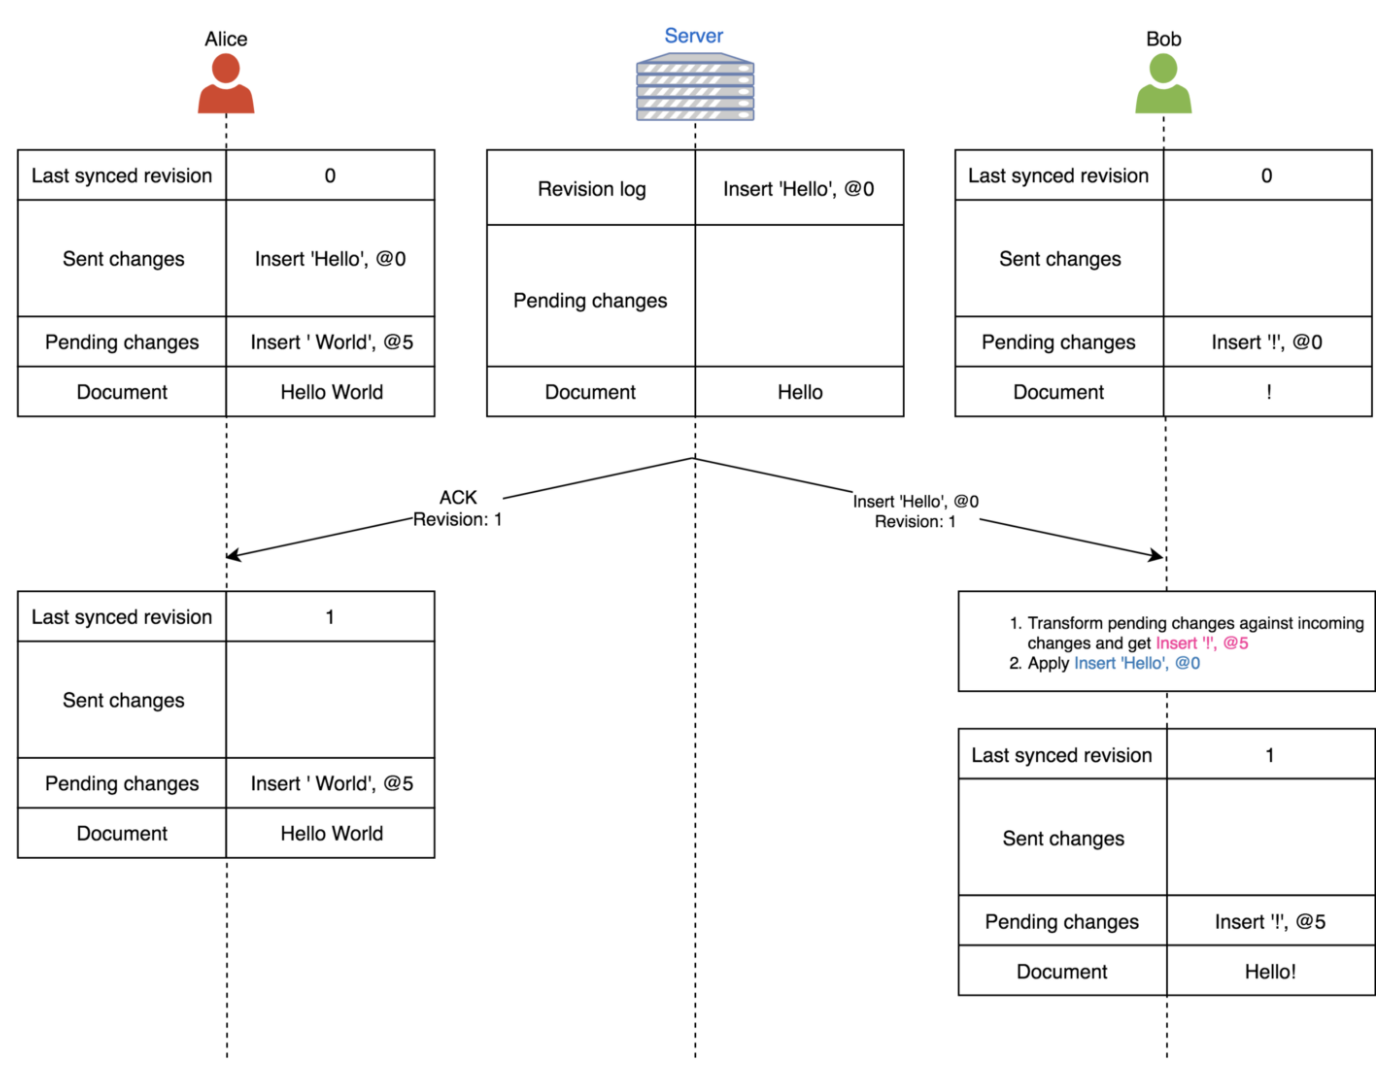 Alice
Server
Bob
Last synced revision 0
Sent changes Insert 'Hello', @0
Pending changes Insert ' World', @5
Document Hello World
Revision log Insert 'Hello', @0
Pending changes
Document Hello
Last synced revision 0
Sent changes
Pending changes Insert '!', @0
Document !
ACK
Revision: 1
Insert 'Hello', @0
Revision: 1
Last synced revision 1
Sent changes
Pending changes Insert ' World', @5
Document Hello World
1. Transform pending changes against incoming
changes and get Insert '!', @5
2. Apply Insert 'Hello', @0
Last synced revision 1
Sent changes
Pending changes Insert '!', @5
Document Hello!